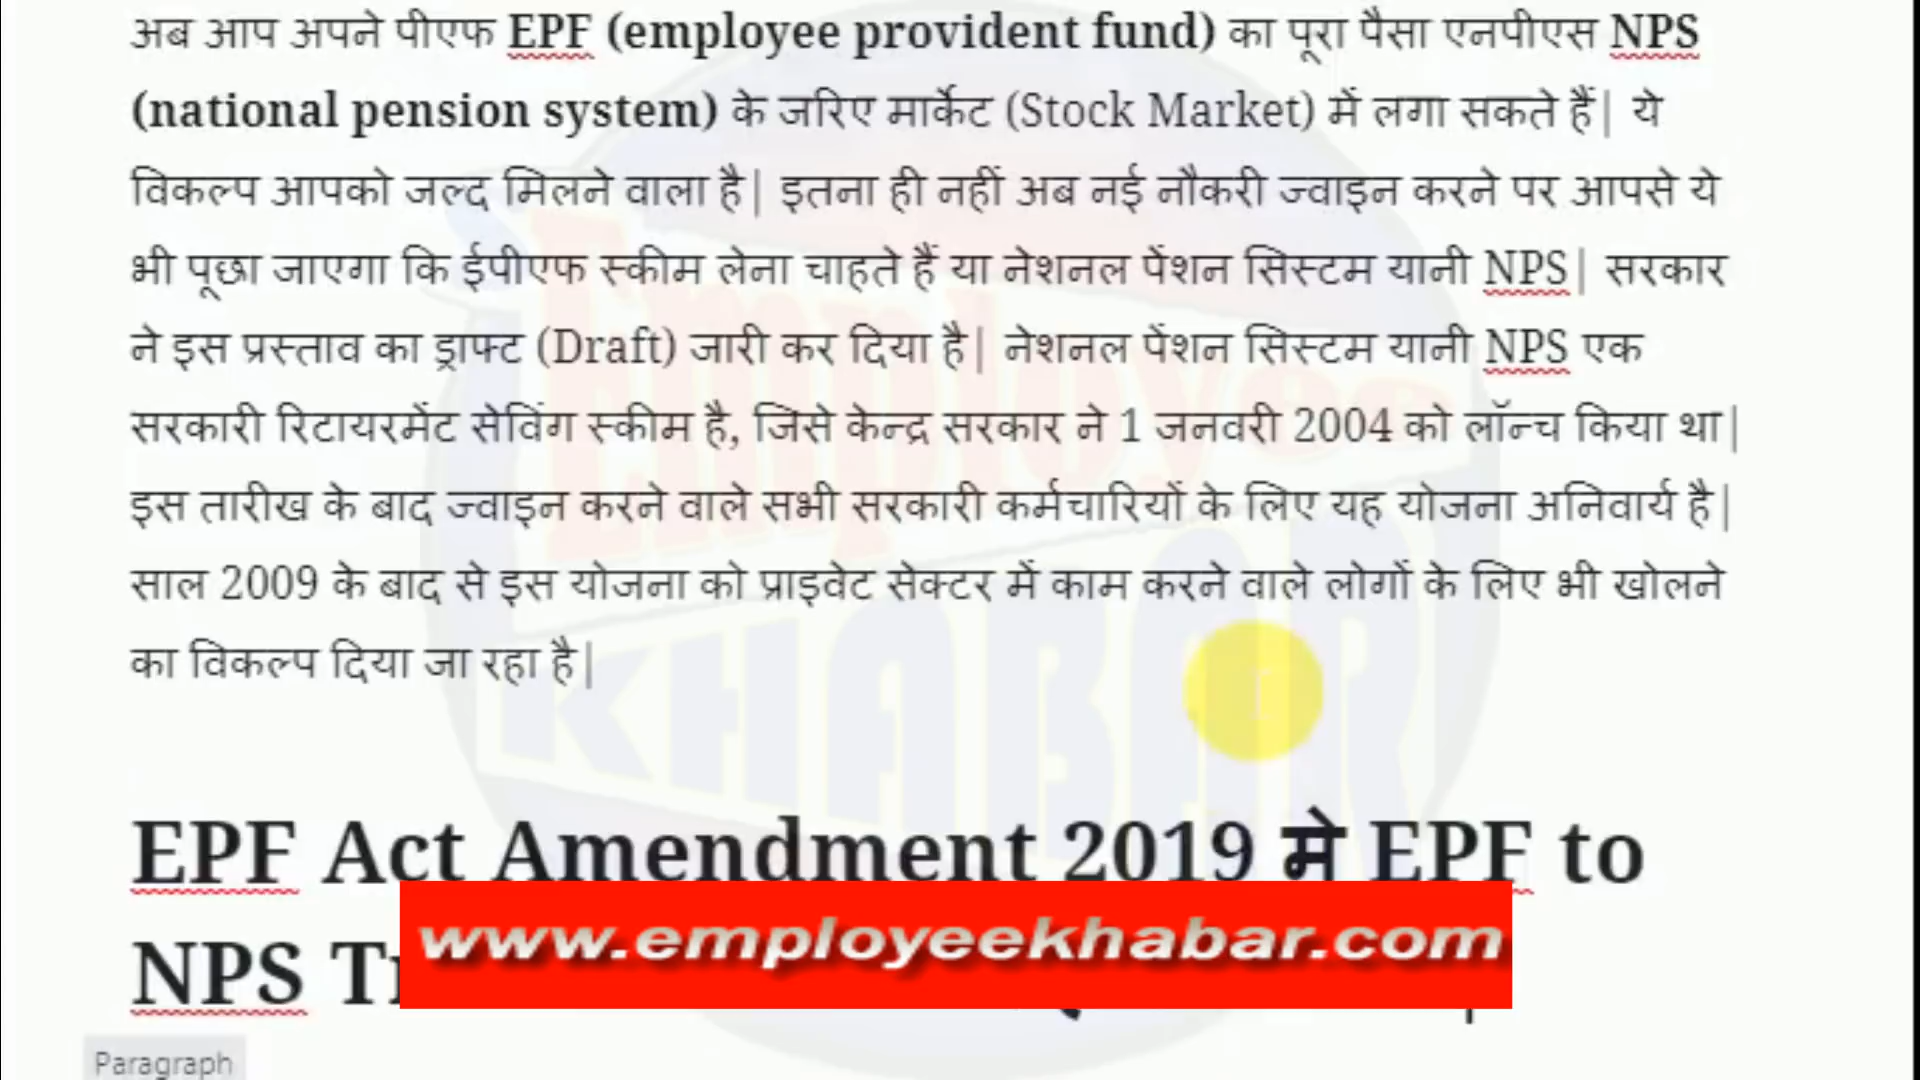 अब आप अपने पीएफ EPF (employee provident fund) का पूरा पैसा एनपीएस NPS
(national pension system) के जरिए मार्केट (Stock Market) में लगा सकते हैं| ये
विकल्प आपको जल्द मिलने वाला है| इतना ही नहीं अब नई नौकरी ज्वाइन करने पर आपसे ये
भी पूछा जाएगा कि ईपीएफ स्कीम लेना चाहते हैं या नेशनल पेंशन सिस्टम यानी NPS| सरकार
ने इस प्रस्ताव का ड्राफ्ट (Draft) जारी कर दिया है| नेशनल पेंशन सिस्टम यानी NPS एक
सरकारी रिटायरमेंट सेविंग स्कीम है, जिसे केन्द्र सरकार ने 1 जनवरी 2004 को लॉन्च किया था|
इस तारीख के बाद ज्वाइन करने वाले सभी सरकारी कर्मचारियों के लिए यह योजना अनिवार्य है|
साल 2009 के बाद से इस योजना को प्राइवेट सेक्टर में काम करने वाले लोगों के लिए भी खोलने
का विकल्प दिया जा रहा है|
Employee
KHABAR
EPF Act Amendment 2019 मे EPF to
NPS
www.employeekhabar.com
Paragraph